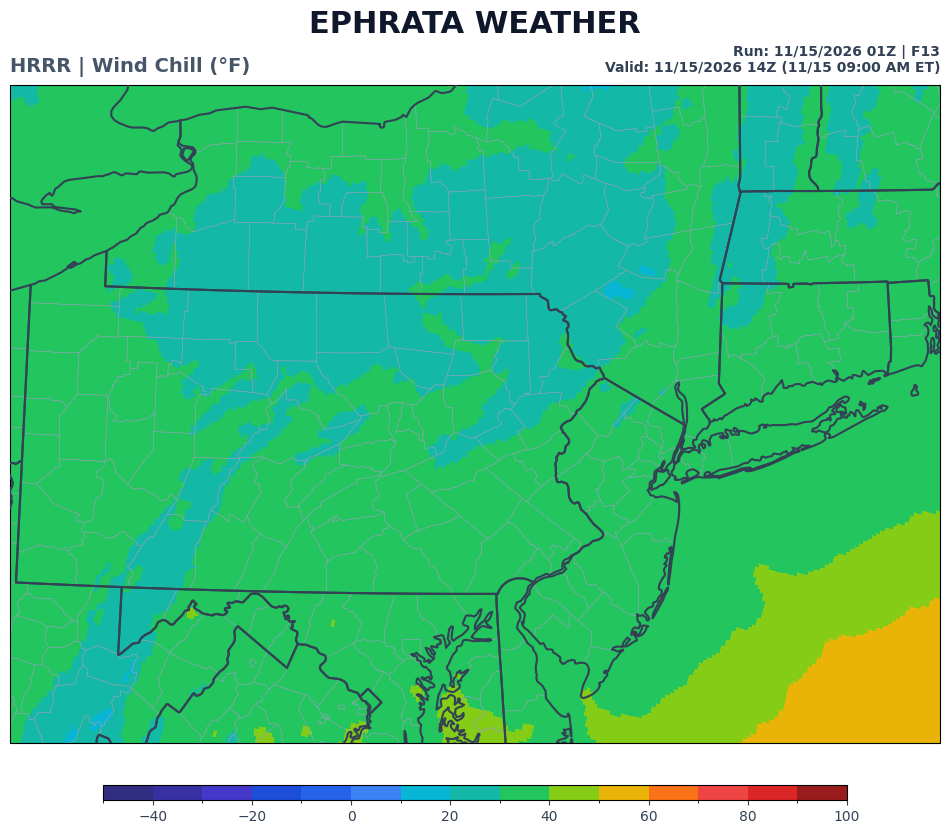 EPHRATA WEATHER
HRRR | Wind Chill (°F)
Run: 11/15/2026 01Z | F13
Valid: 11/15/2026 14Z (11/15 09:00 AM ET)
−40 −20 0 20 40 60 80 100